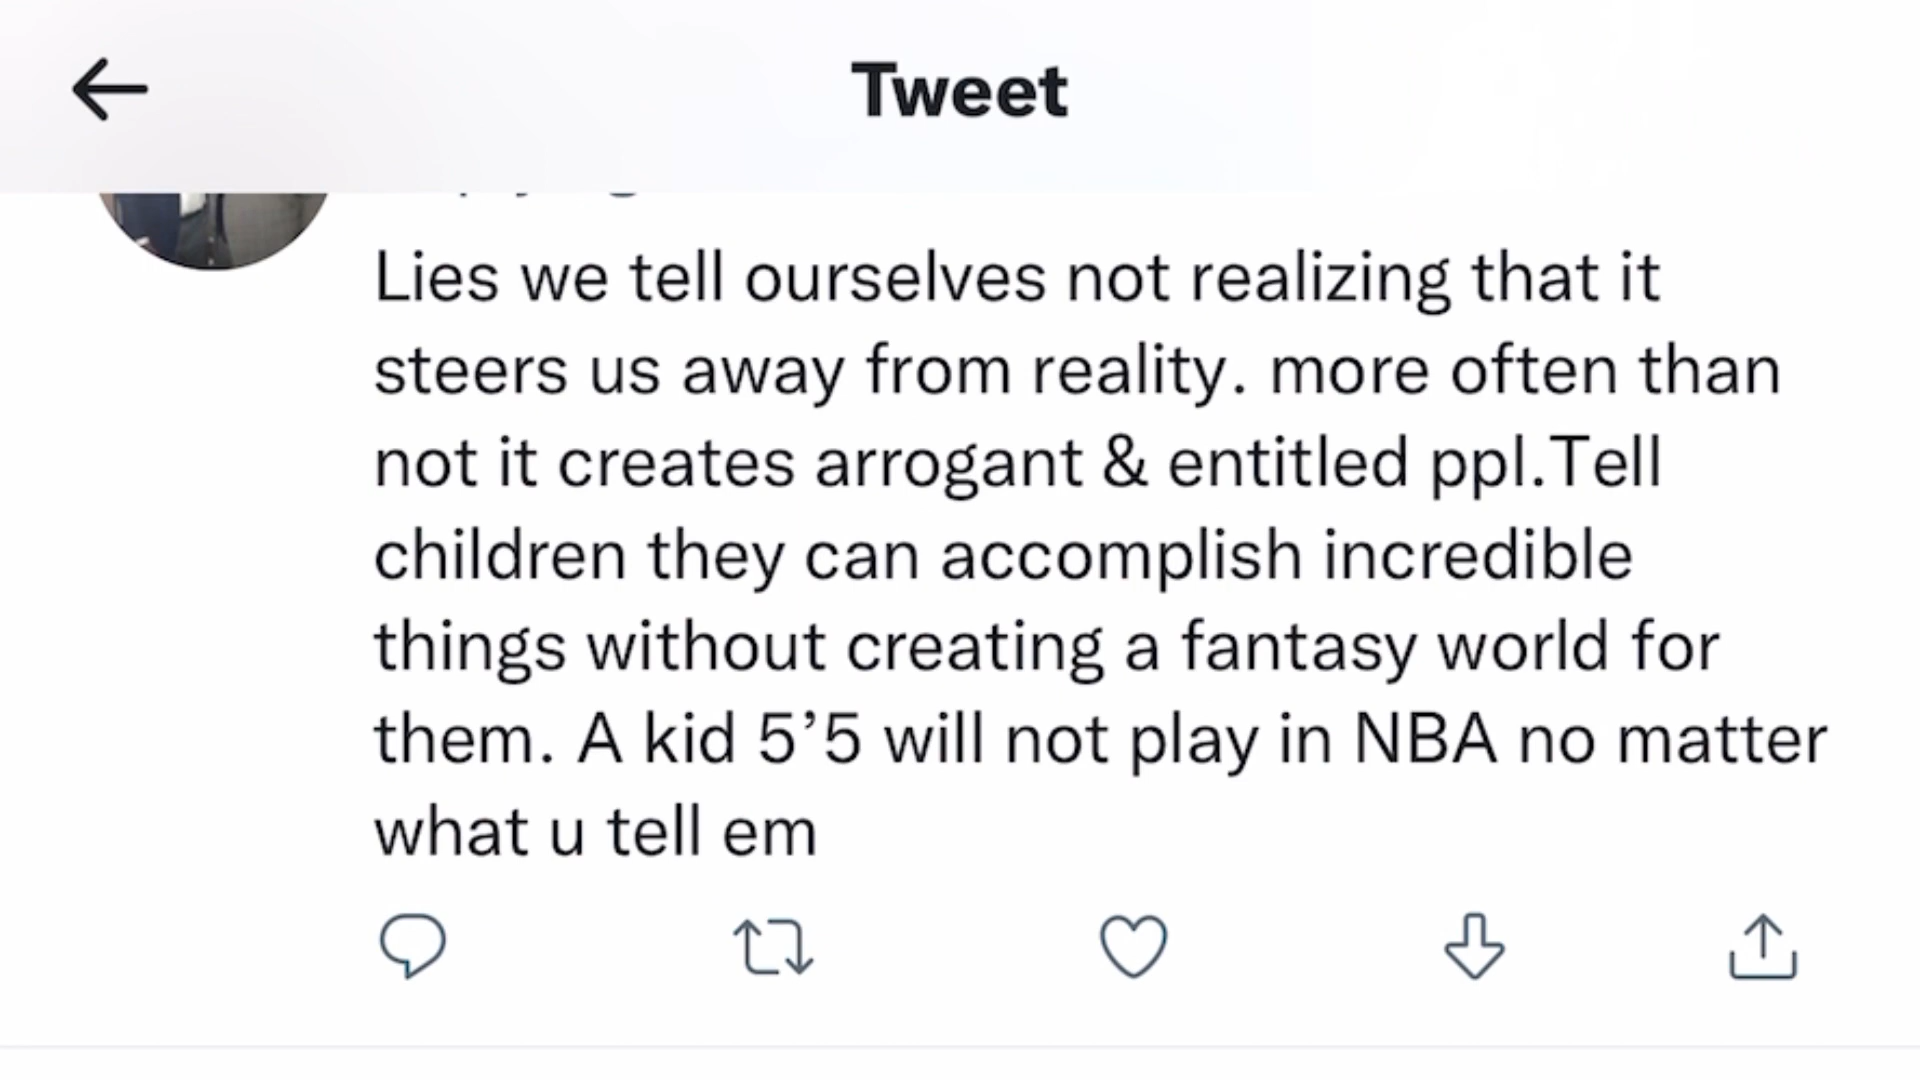 Tweet
Lies we tell ourselves not realizing that it
steers us away from reality. more often than
not it creates arrogant & entitled ppl.Tell
children they can accomplish incredible
things without creating a fantasy world for
them. A kid 5’5 will not play in NBA no matter
what u tell em